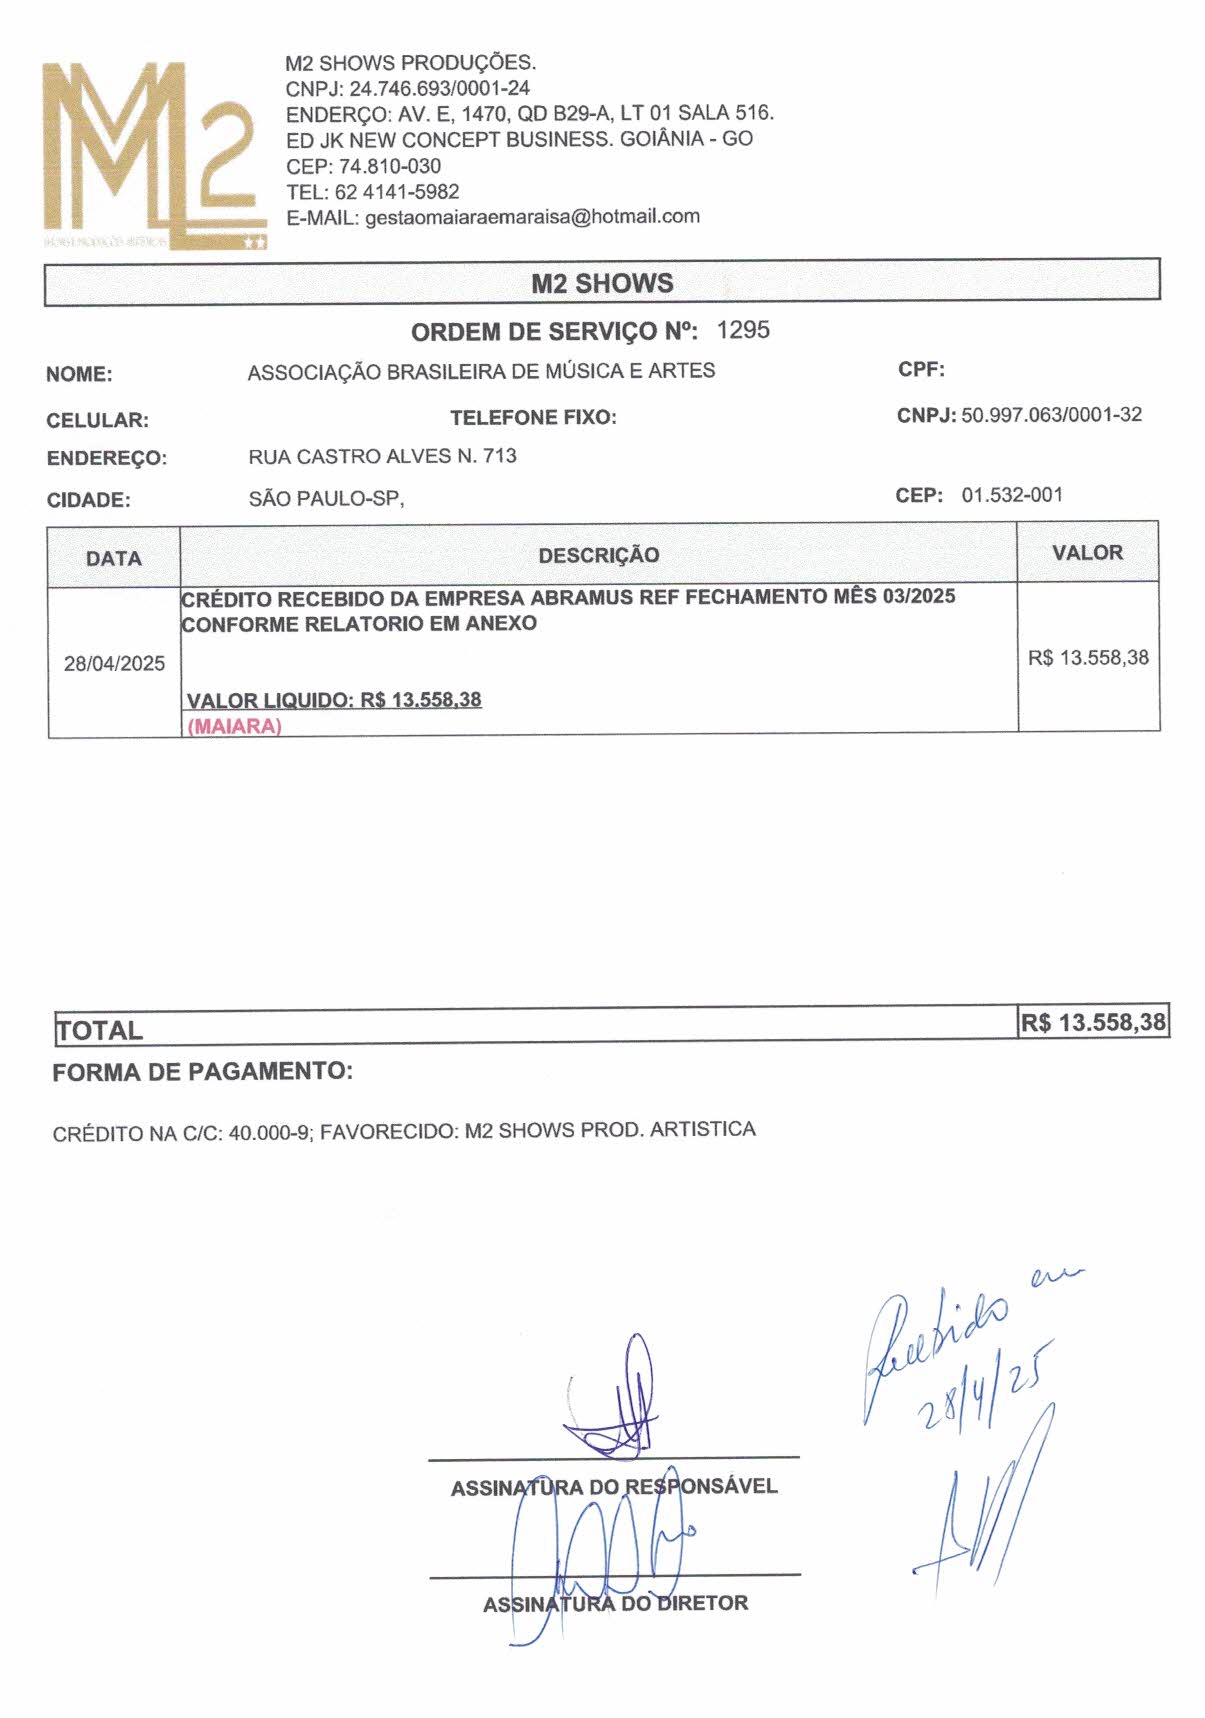 M2
M2 SHOWS PRODUÇÕES.
CNPJ: 24.746.693/0001-24
ENDERÇO: AV. E, 1470, QD B29-A, LT 01 SALA 516.
ED JK NEW CONCEPT BUSINESS. GOIÂNIA - GO
CEP: 74.810-030
TEL: 62 4141-5982
E-MAIL: gestaomaiaraemaraisa@hotmail.com
M2 SHOWS
ORDEM DE SERVIÇO Nº: 1295
NOME: ASSOCIAÇÃO BRASILEIRA DE MÚSICA E ARTES CPF:
CELULAR: TELEFONE FIXO: CNPJ: 50.997.063/0001-32
ENDEREÇO: RUA CASTRO ALVES N. 713
CIDADE: SÃO PAULO-SP, CEP: 01.532-001
DATA DESCRIÇÃO VALOR
CRÉDITO RECEBIDO DA EMPRESA ABRAMUS REF FECHAMENTO MÊS 03/2025
CONFORME RELATORIO EM ANEXO
28/04/2025 R$ 13.558,38
VALOR LIQUIDO: R$ 13.558,38
(MAIARA)
TOTAL R$ 13.558,38
FORMA DE PAGAMENTO:
CRÉDITO NA C/C: 40.000-9; FAVORECIDO: M2 SHOWS PROD. ARTISTICA
Recebido em
28/4/25
ASSINATURA DO RESPONSÁVEL
ASSINATURA DO DIRETOR